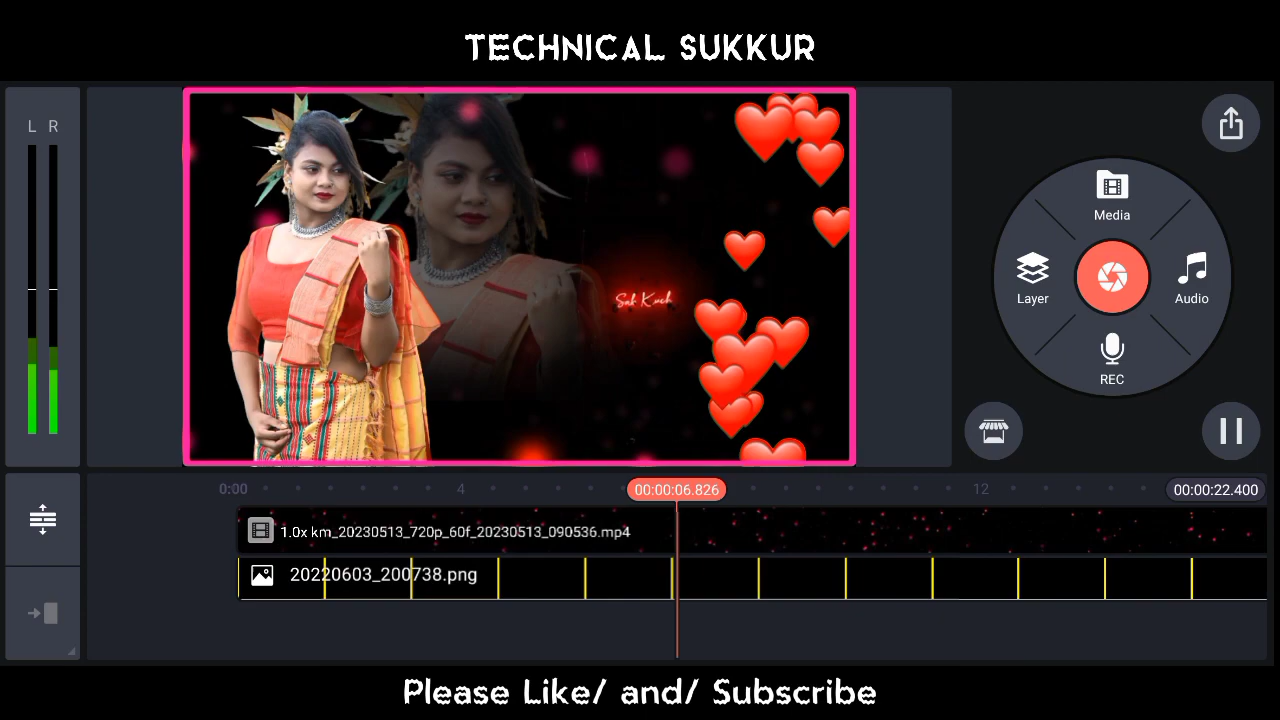 TECHNICAL SUKKUR
L R
Media
Layer
Audio
REC
Sab Kuch
0:00
4
00:00:06.826
12
00:00:22.400
1.0x km_20230513_720p_60f_20230513_090536.mp4
20220603_200738.png
Please Like/ and/ Subscribe